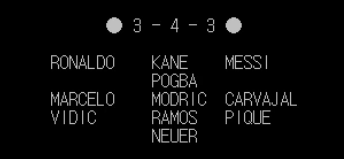 3 - 4 - 3
RONALDO KANE MESSI
POGBA
MARCELO MODRIC CARVAJAL
VIDIC RAMOS PIQUE
NEUER